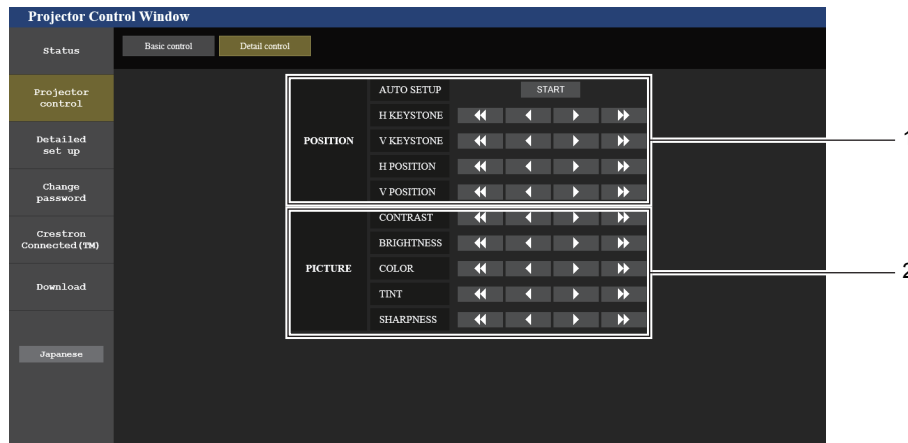 Projector Control Window
Status
Basic control
Detail control
Projector
control
Detailed
set up
Change
password
Crestron
Connected(TM)
Download
Japanese
POSITION
AUTO SETUP
START
H KEYSTONE
V KEYSTONE
H POSITION
V POSITION
1
PICTURE
CONTRAST
BRIGHTNESS
COLOR
TINT
SHARPNESS
2